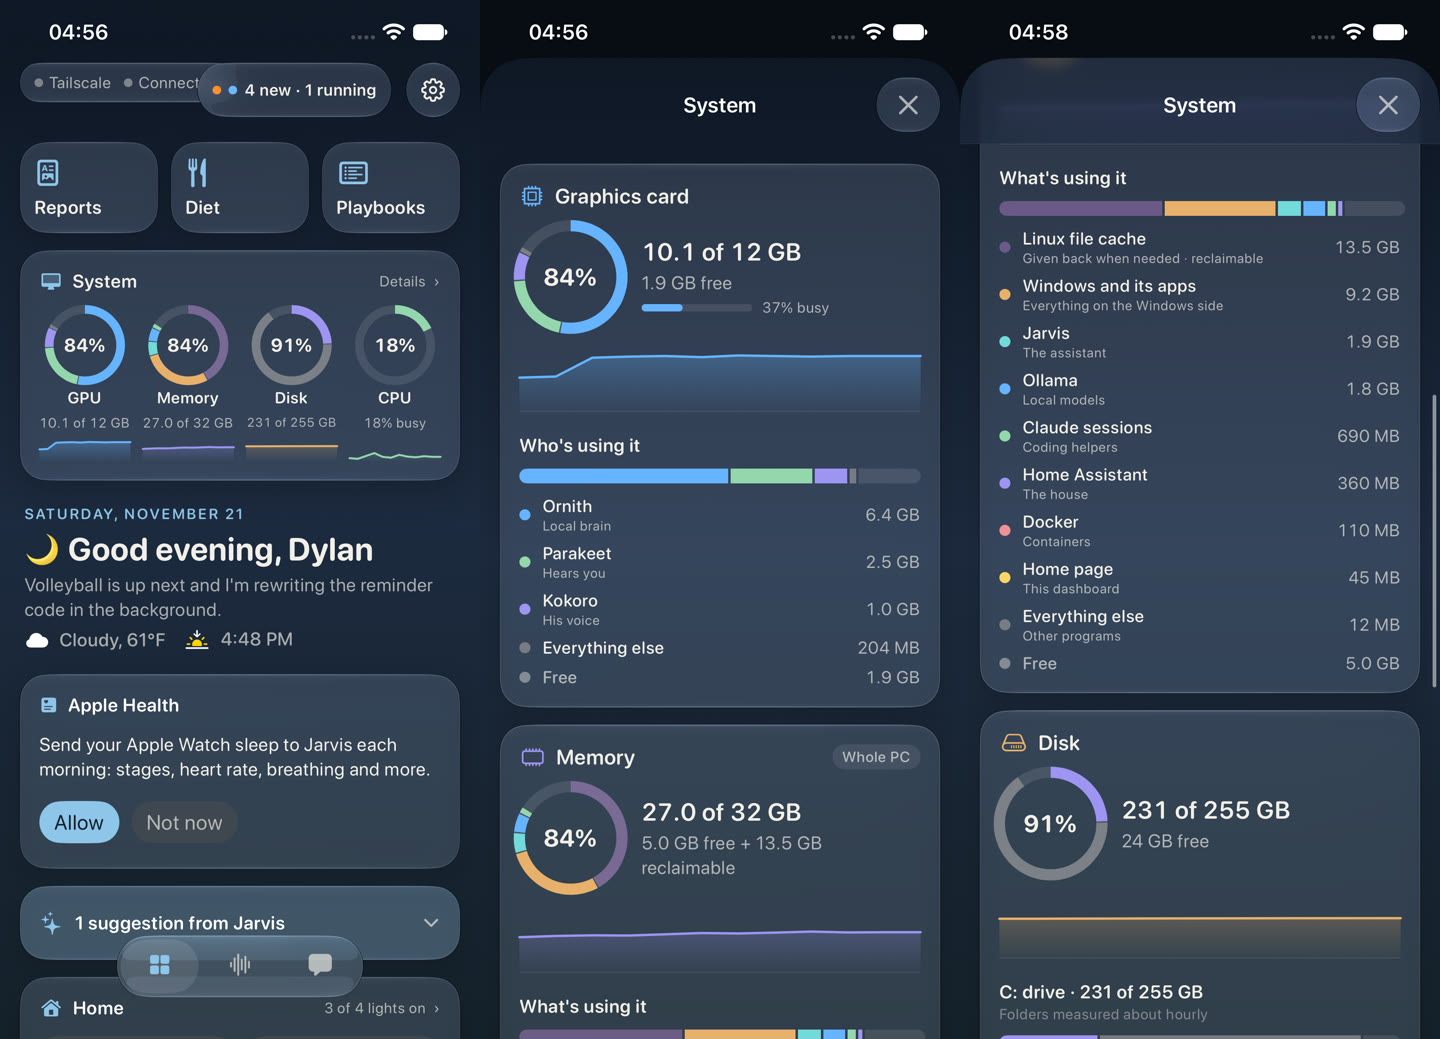 04:56
Tailscale
Connect
4 new · 1 running
Reports
Diet
Playbooks
System
Details ›
84%
84%
91%
18%
GPU
Memory
Disk
CPU
10.1 of 12 GB
27.0 of 32 GB
231 of 255 GB
18% busy
SATURDAY, NOVEMBER 21
🌙 Good evening, Dylan
Volleyball is up next and I'm rewriting the reminder
code in the background.
Cloudy, 61°F
4:48 PM
Apple Health
Send your Apple Watch sleep to Jarvis each
morning: stages, heart rate, breathing and more.
Allow
Not now
1 suggestion from Jarvis
Home
3 of 4 lights on ›
04:56
System
Graphics card
84%
10.1 of 12 GB
1.9 GB free
37% busy
Who's using it
Ornith
Local brain
6.4 GB
Parakeet
Hears you
2.5 GB
Kokoro
His voice
1.0 GB
Everything else
204 MB
Free
1.9 GB
Memory
Whole PC
84%
27.0 of 32 GB
5.0 GB free + 13.5 GB
reclaimable
What's using it
04:58
System
What's using it
Linux file cache
Given back when needed · reclaimable
13.5 GB
Windows and its apps
Everything on the Windows side
9.2 GB
Jarvis
The assistant
1.9 GB
Ollama
Local models
1.8 GB
Claude sessions
Coding helpers
690 MB
Home Assistant
The house
360 MB
Docker
Containers
110 MB
Home page
This dashboard
45 MB
Everything else
Other programs
12 MB
Free
5.0 GB
Disk
91%
231 of 255 GB
24 GB free
C: drive · 231 of 255 GB
Folders measured about hourly